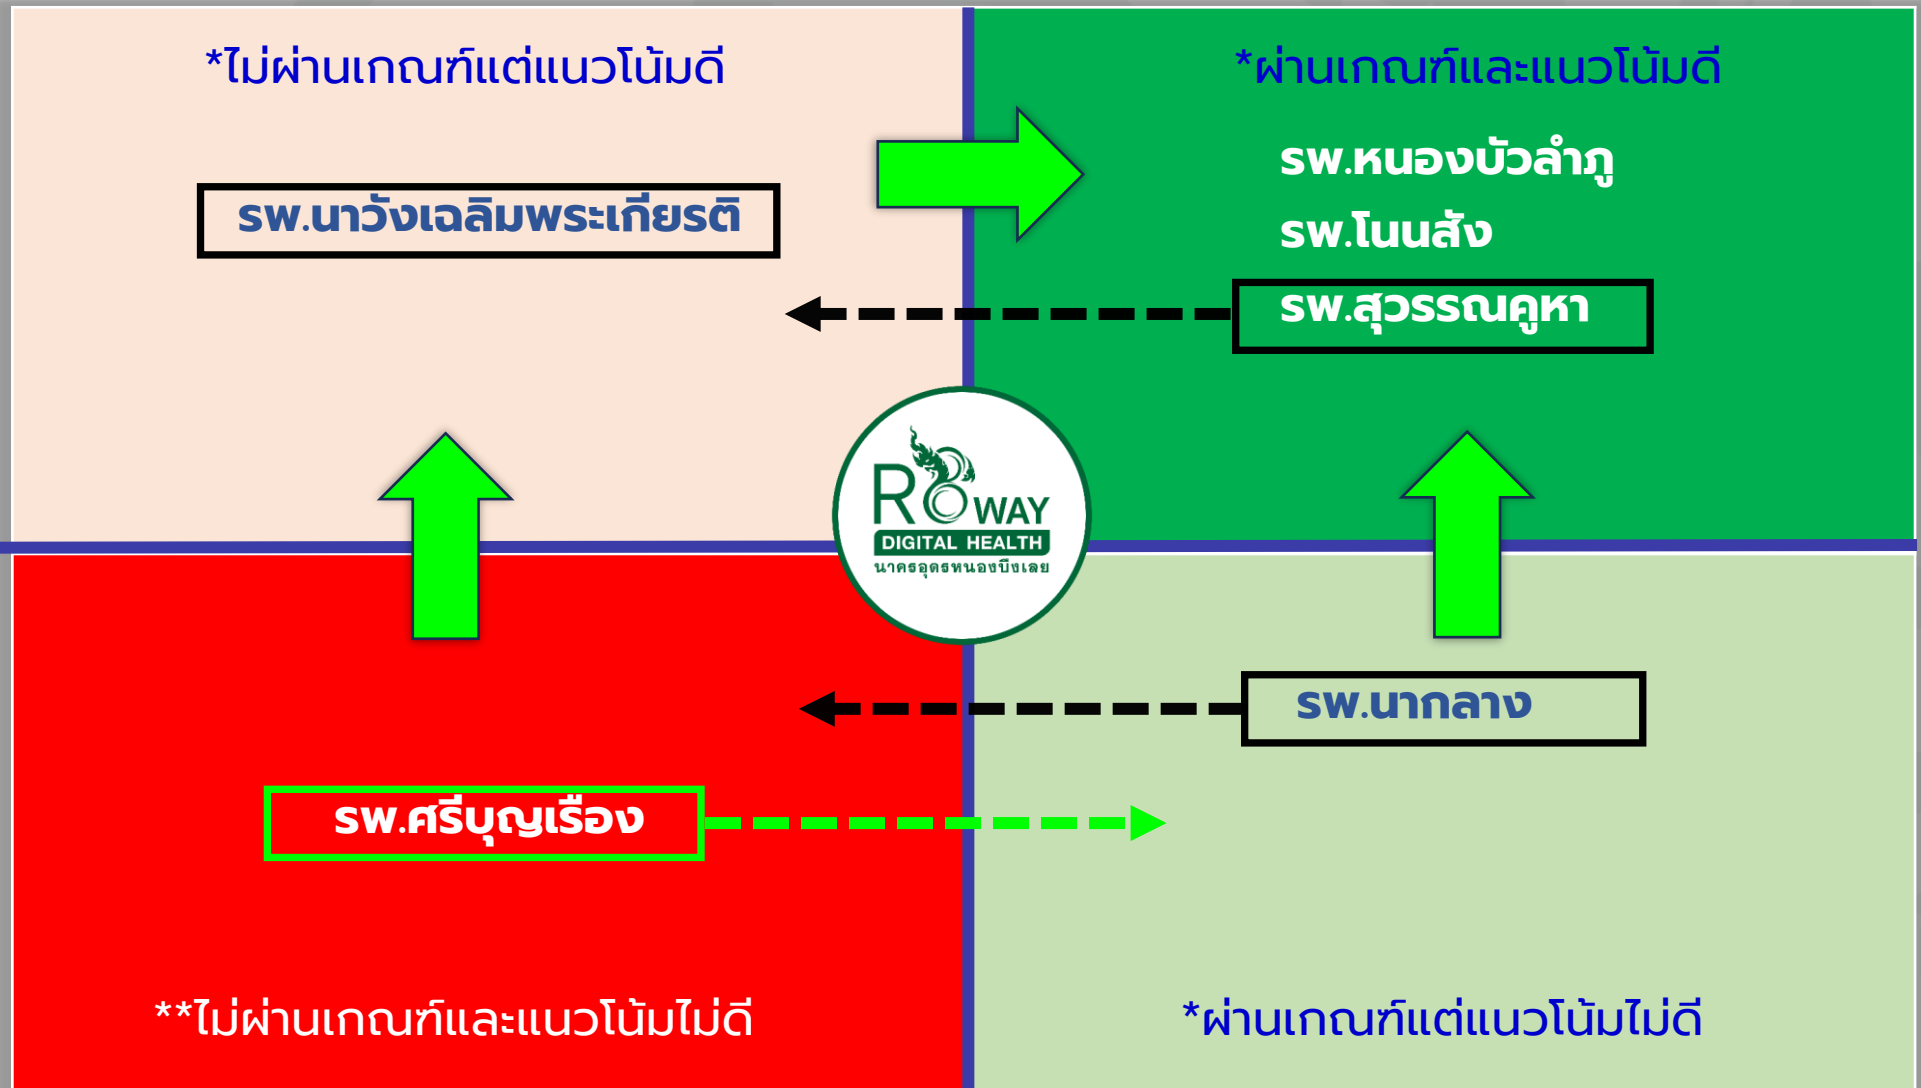 *ไม่ผ่านเกณฑ์แต่แนวโน้มดี
รพ.นาวังเฉลิมพระเกียรติ
*ผ่านเกณฑ์และแนวโน้มดี
รพ.หนองบัวลำภู
รพ.โนนสัง
รพ.สุวรรณคูหา
R8 WAY
DIGITAL HEALTH
นาครอุดรหนองบึงเลย
รพ.ศรีบุญเรือง
**ไม่ผ่านเกณฑ์และแนวโน้มไม่ดี
รพ.นากลาง
*ผ่านเกณฑ์แต่แนวโน้มไม่ดี